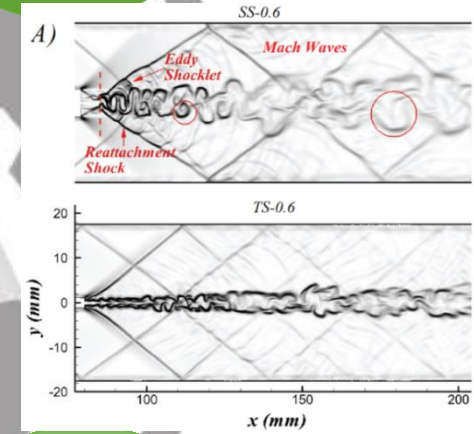 A)
SS-0.6
Mach Waves
Eddy
Shocklet
Reattachment
Shock
TS-0.6
20
10
0
-10
-20
y (mm)
100
150
200
x (mm)